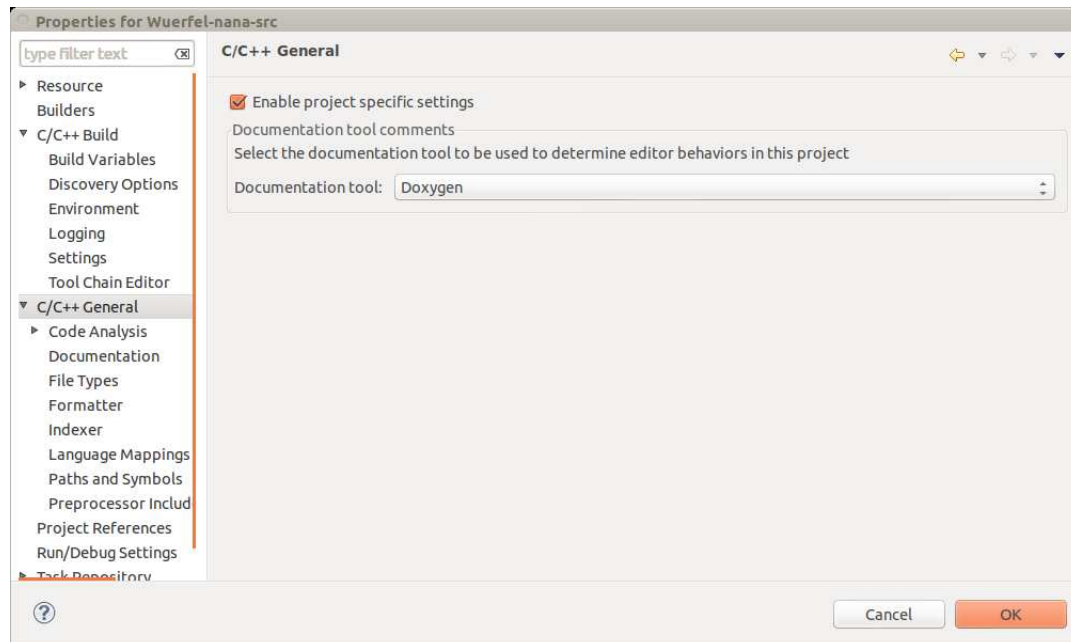 Properties for Wuerfel-nana-src
type filter text
C/C++ General
Resource
Builders
C/C++ Build
Build Variables
Discovery Options
Environment
Logging
Settings
Tool Chain Editor
C/C++ General
Code Analysis
Documentation
File Types
Formatter
Indexer
Language Mappings
Paths and Symbols
Preprocessor Includ
Project References
Run/Debug Settings
Task Repository
Enable project specific settings
Documentation tool comments
Select the documentation tool to be used to determine editor behaviors in this project
Documentation tool: Doxygen
Cancel
OK